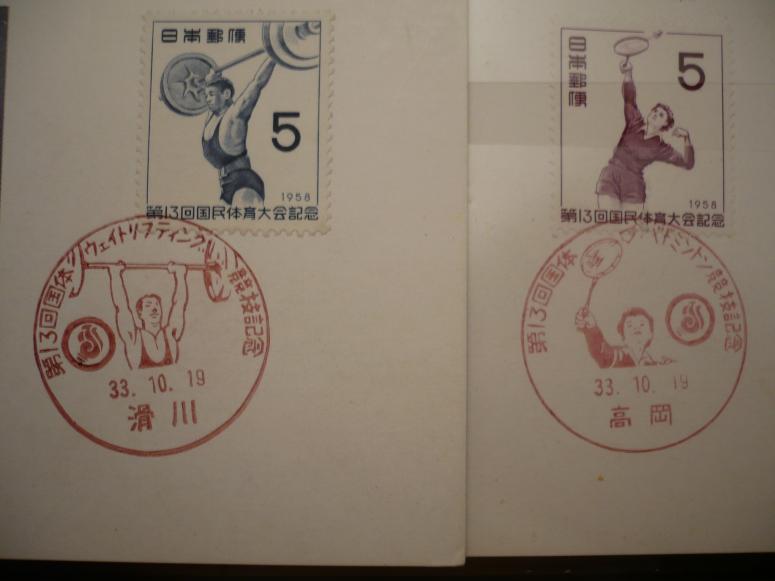 日本郵便
5
1958
第13回国民体育大会記念
第13回国体 ウェイトリフティング競技記念
33.10.19
滑川
日本郵便
5
1958
第13回国民体育大会記念
第13回国体 バドミントン競技記念
33.10.19
高岡